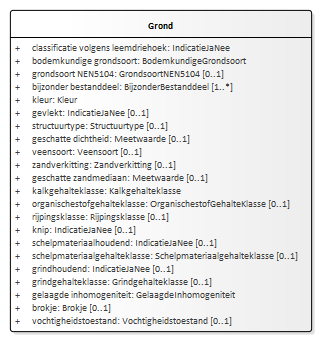 Grond
+ classificatie volgens leemdriehoek: IndicatieJaNee
+ bodemkundige grondsoort: BodemkundigeGrondsoort
+ grondsoort NEN5104: GrondsoortNEN5104 [0..1]
+ bijzonder bestanddeel: BijzonderBestanddeel [1..*]
+ kleur: Kleur
+ gevlekt: IndicatieJaNee [0..1]
+ structuurtype: Structuurtype [0..1]
+ geschatte dichtheid: Meetwaarde [0..1]
+ veensoort: Veensoort [0..1]
+ zandverkitting: Zandverkitting [0..1]
+ geschatte zandmediaan: Meetwaarde [0..1]
+ kalkgehalteklasse: Kalkgehalteklasse
+ organischestofgehalteklasse: OrganischestofGehalteKlasse [0..1]
+ rijpingsklasse: Rijpingsklasse [0..1]
+ knip: IndicatieJaNee [0..1]
+ schelpmateriaalhoudend: IndicatieJaNee [0..1]
+ schelpmateriaalgehalteklasse: Schelpmateriaalgehalteklasse [0..1]
+ grindhoudend: IndicatieJaNee [0..1]
+ grindgehalteklasse: Grindgehalteklasse [0..1]
+ gelaagde inhomogeniteit: GelaagdeInhomogeniteit
+ brokje: Brokje [0..1]
+ vochtigheidstoestand: Vochtigheidstoestand [0..1]